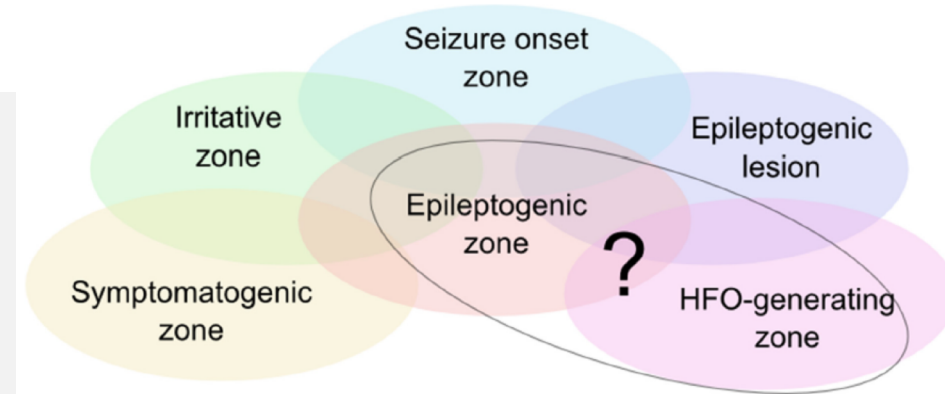 Seizure onset
zone
Irritative
zone
Epileptogenic
lesion
Epileptogenic
zone
?
Symptomatogenic
zone
HFO-generating
zone